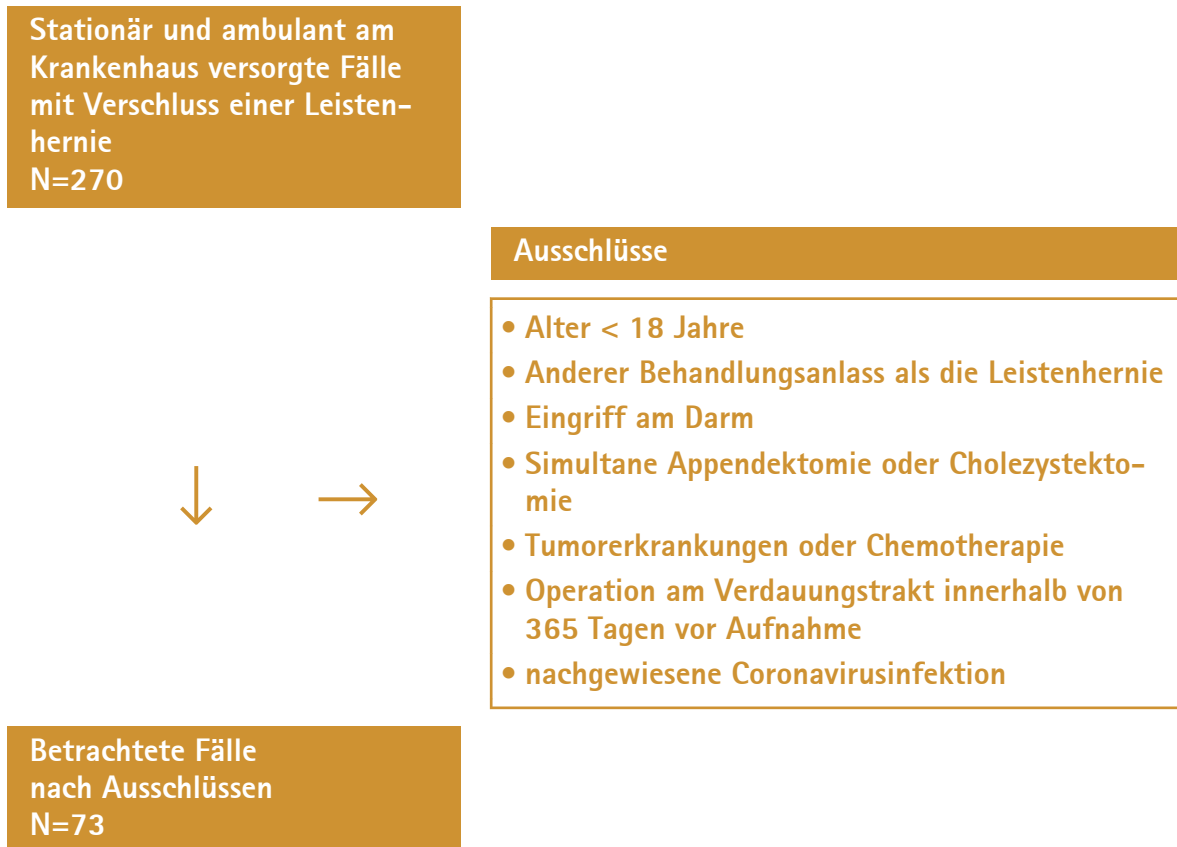 Stationär und ambulant am
Krankenhaus versorgte Fälle
mit Verschluss einer Leisten-
hernie
N=270
Ausschlüsse
• Alter < 18 Jahre
• Anderer Behandlungsanlass als die Leistenhernie
• Eingriff am Darm
• Simultane Appendektomie oder Cholezystekto-
mie
• Tumorerkrankungen oder Chemotherapie
• Operation am Verdauungstrakt innerhalb von
365 Tagen vor Aufnahme
• nachgewiesene Coronavirusinfektion
Betrachtete Fälle
nach Ausschlüssen
N=73